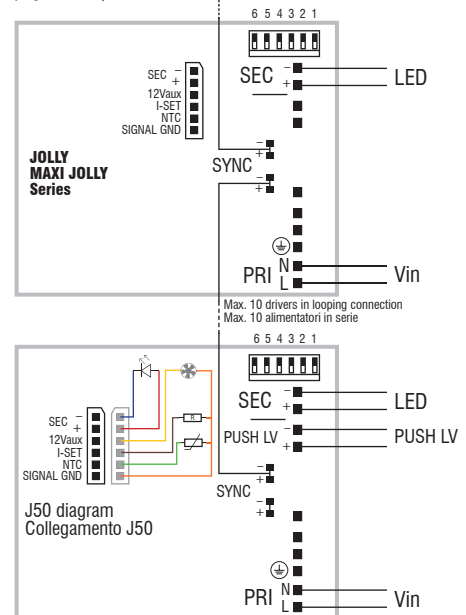 6 5 4 3 2 1
SEC –
+
12Vaux
I-SET
NTC
SIGNAL GND
SEC –
+
LED
JOLLY
MAXI JOLLY
Series
SYNC
–
+
–
+
PRI N
L
Vin
Max. 10 drivers in looping connection
Max. 10 alimentatori in serie
6 5 4 3 2 1
SEC –
+
LED
PUSH LV –
+
PUSH LV
SEC –
+
12Vaux
I-SET
NTC
SIGNAL GND
R
SYNC
–
+
–
+
J50 diagram
Collegamento J50
PRI N
L
Vin